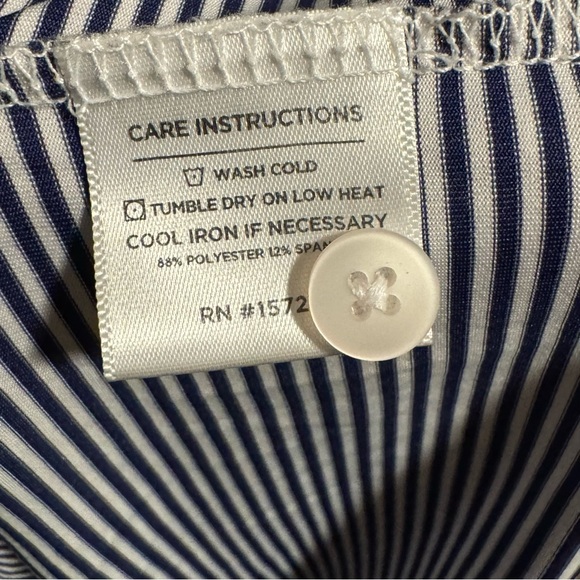 CARE INSTRUCTIONS
WASH COLD
TUMBLE DRY ON LOW HEAT
COOL IRON IF NECESSARY
88% POLYESTER 12% SPAN
RN #1572